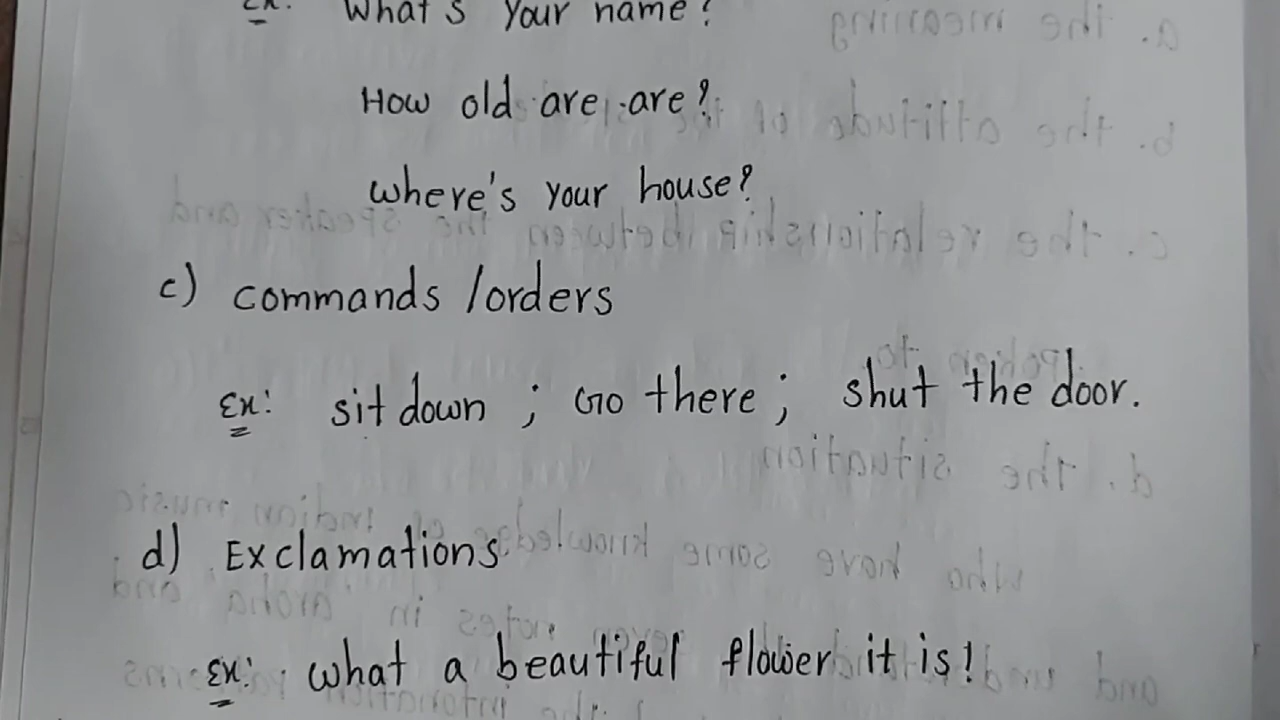 Ex: What's your name?
How old are are?
where's your house?
c) commands /orders
Ex: sit down ; Go there ; shut the door.
d) Exclamations
Ex: what a beautiful flower it is!